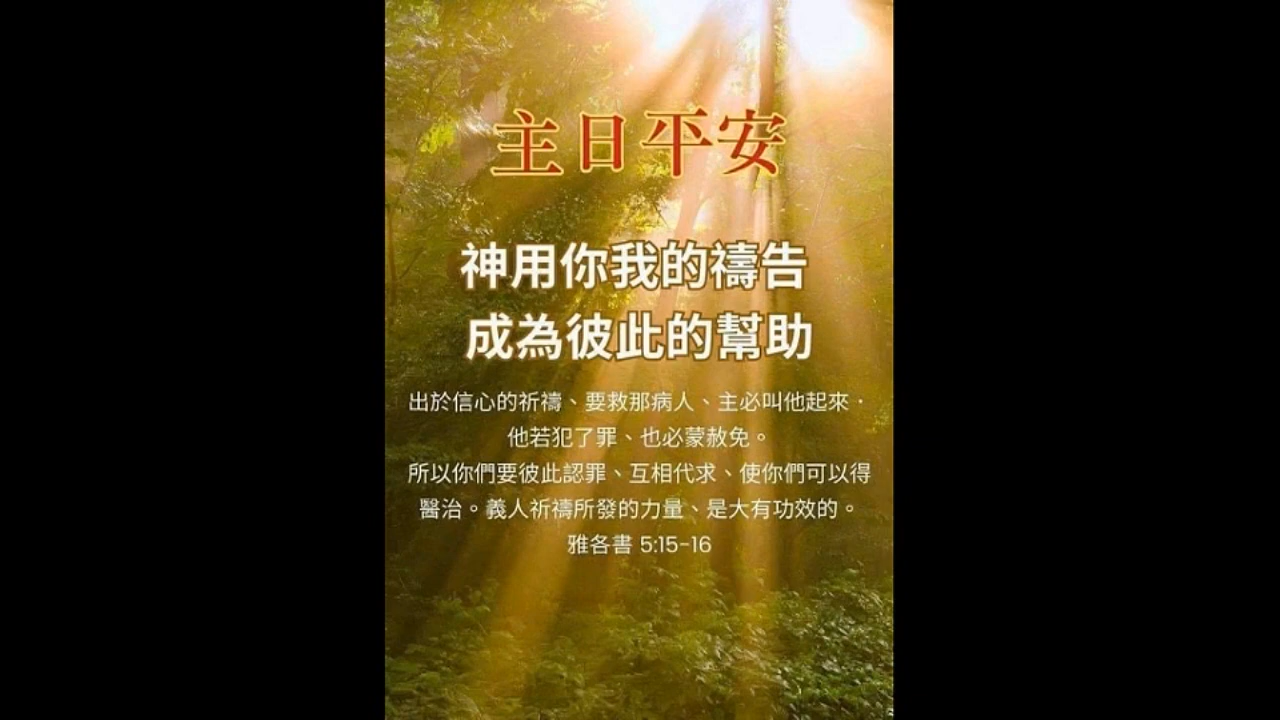 主日平安
神用你我的禱告
成為彼此的幫助
出於信心的祈禱、要救那病人、主必叫他起來．
他若犯了罪、也必蒙赦免。
所以你們要彼此認罪、互相代求、使你們可以得
醫治。義人祈禱所發的力量、是大有功效的。
雅各書 5:15-16